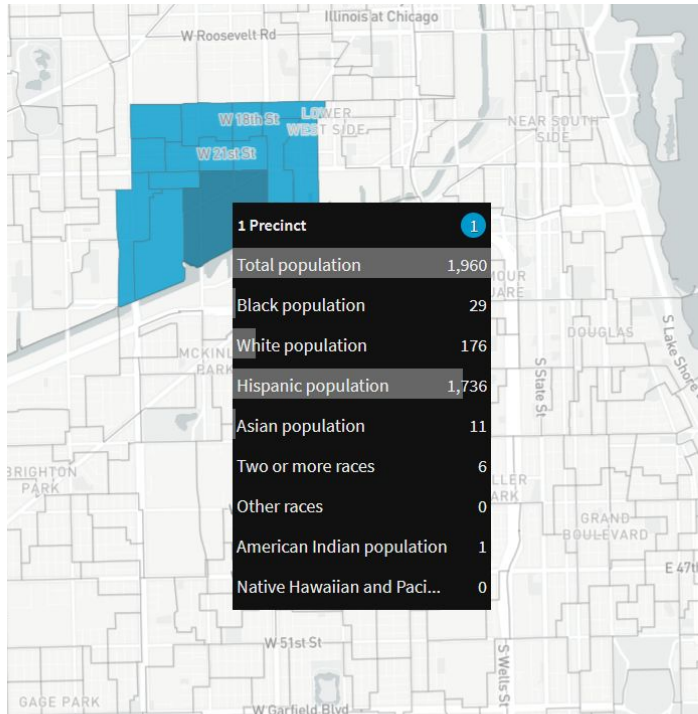 Illinois at Chicago
W Roosevelt Rd
LOWER
WEST SIDE
W 18th St
NEAR SOUTH
SIDE
W 21st St
1 Precinct 1
Total population 1,960
Black population 29
White population 176
Hispanic population 1,736
Asian population 11
Two or more races 6
Other races 0
American Indian population 1
Native Hawaiian and Paci... 0
DOUGLAS
S Lake Shore
S State St
PARK
GRAND
BOULEVARD
E 47t
W 51st St
S Wells St
GAGE PARK
W Garfield Blvd